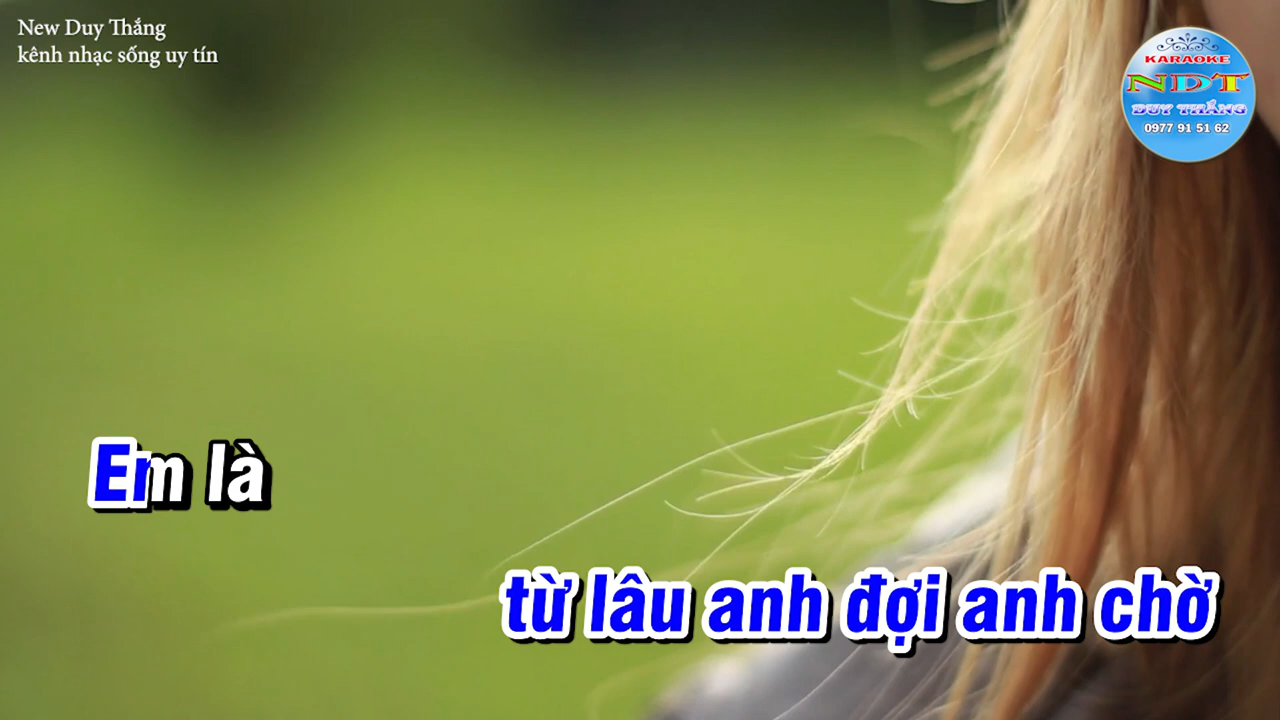 New Duy Thắng
kênh nhạc sống uy tín
KARAOKE
NDT
DUY THẮNG
0977 91 51 62
Em là
từ lâu anh đợi anh chờ